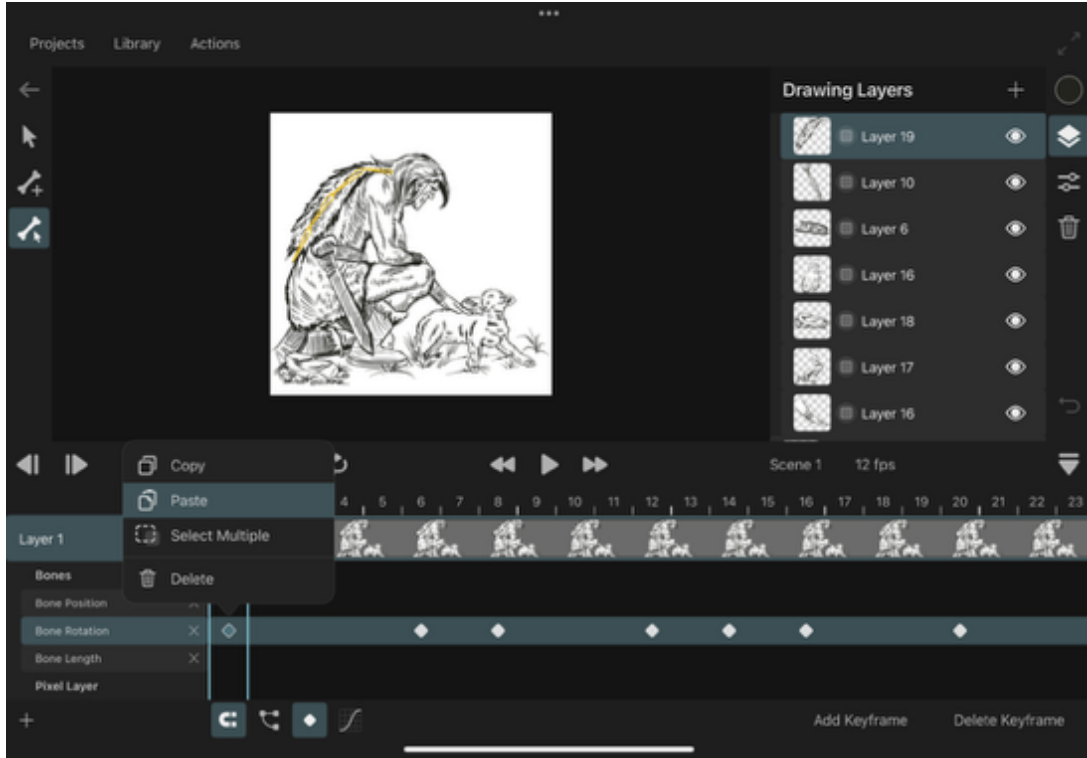 Projects Library Actions
Drawing Layers
Layer 19
Layer 10
Layer 6
Layer 16
Layer 18
Layer 17
Layer 16
Scene 1 12 fps
Copy
Paste
Select Multiple
Delete
4 5 6 7 8 9 10 11 12 13 14 15 16 17 18 19 20 21 22 23
Layer 1
Bones
Bone Position
Bone Rotation
Bone Length
Pixel Layer
Add Keyframe Delete Keyframe